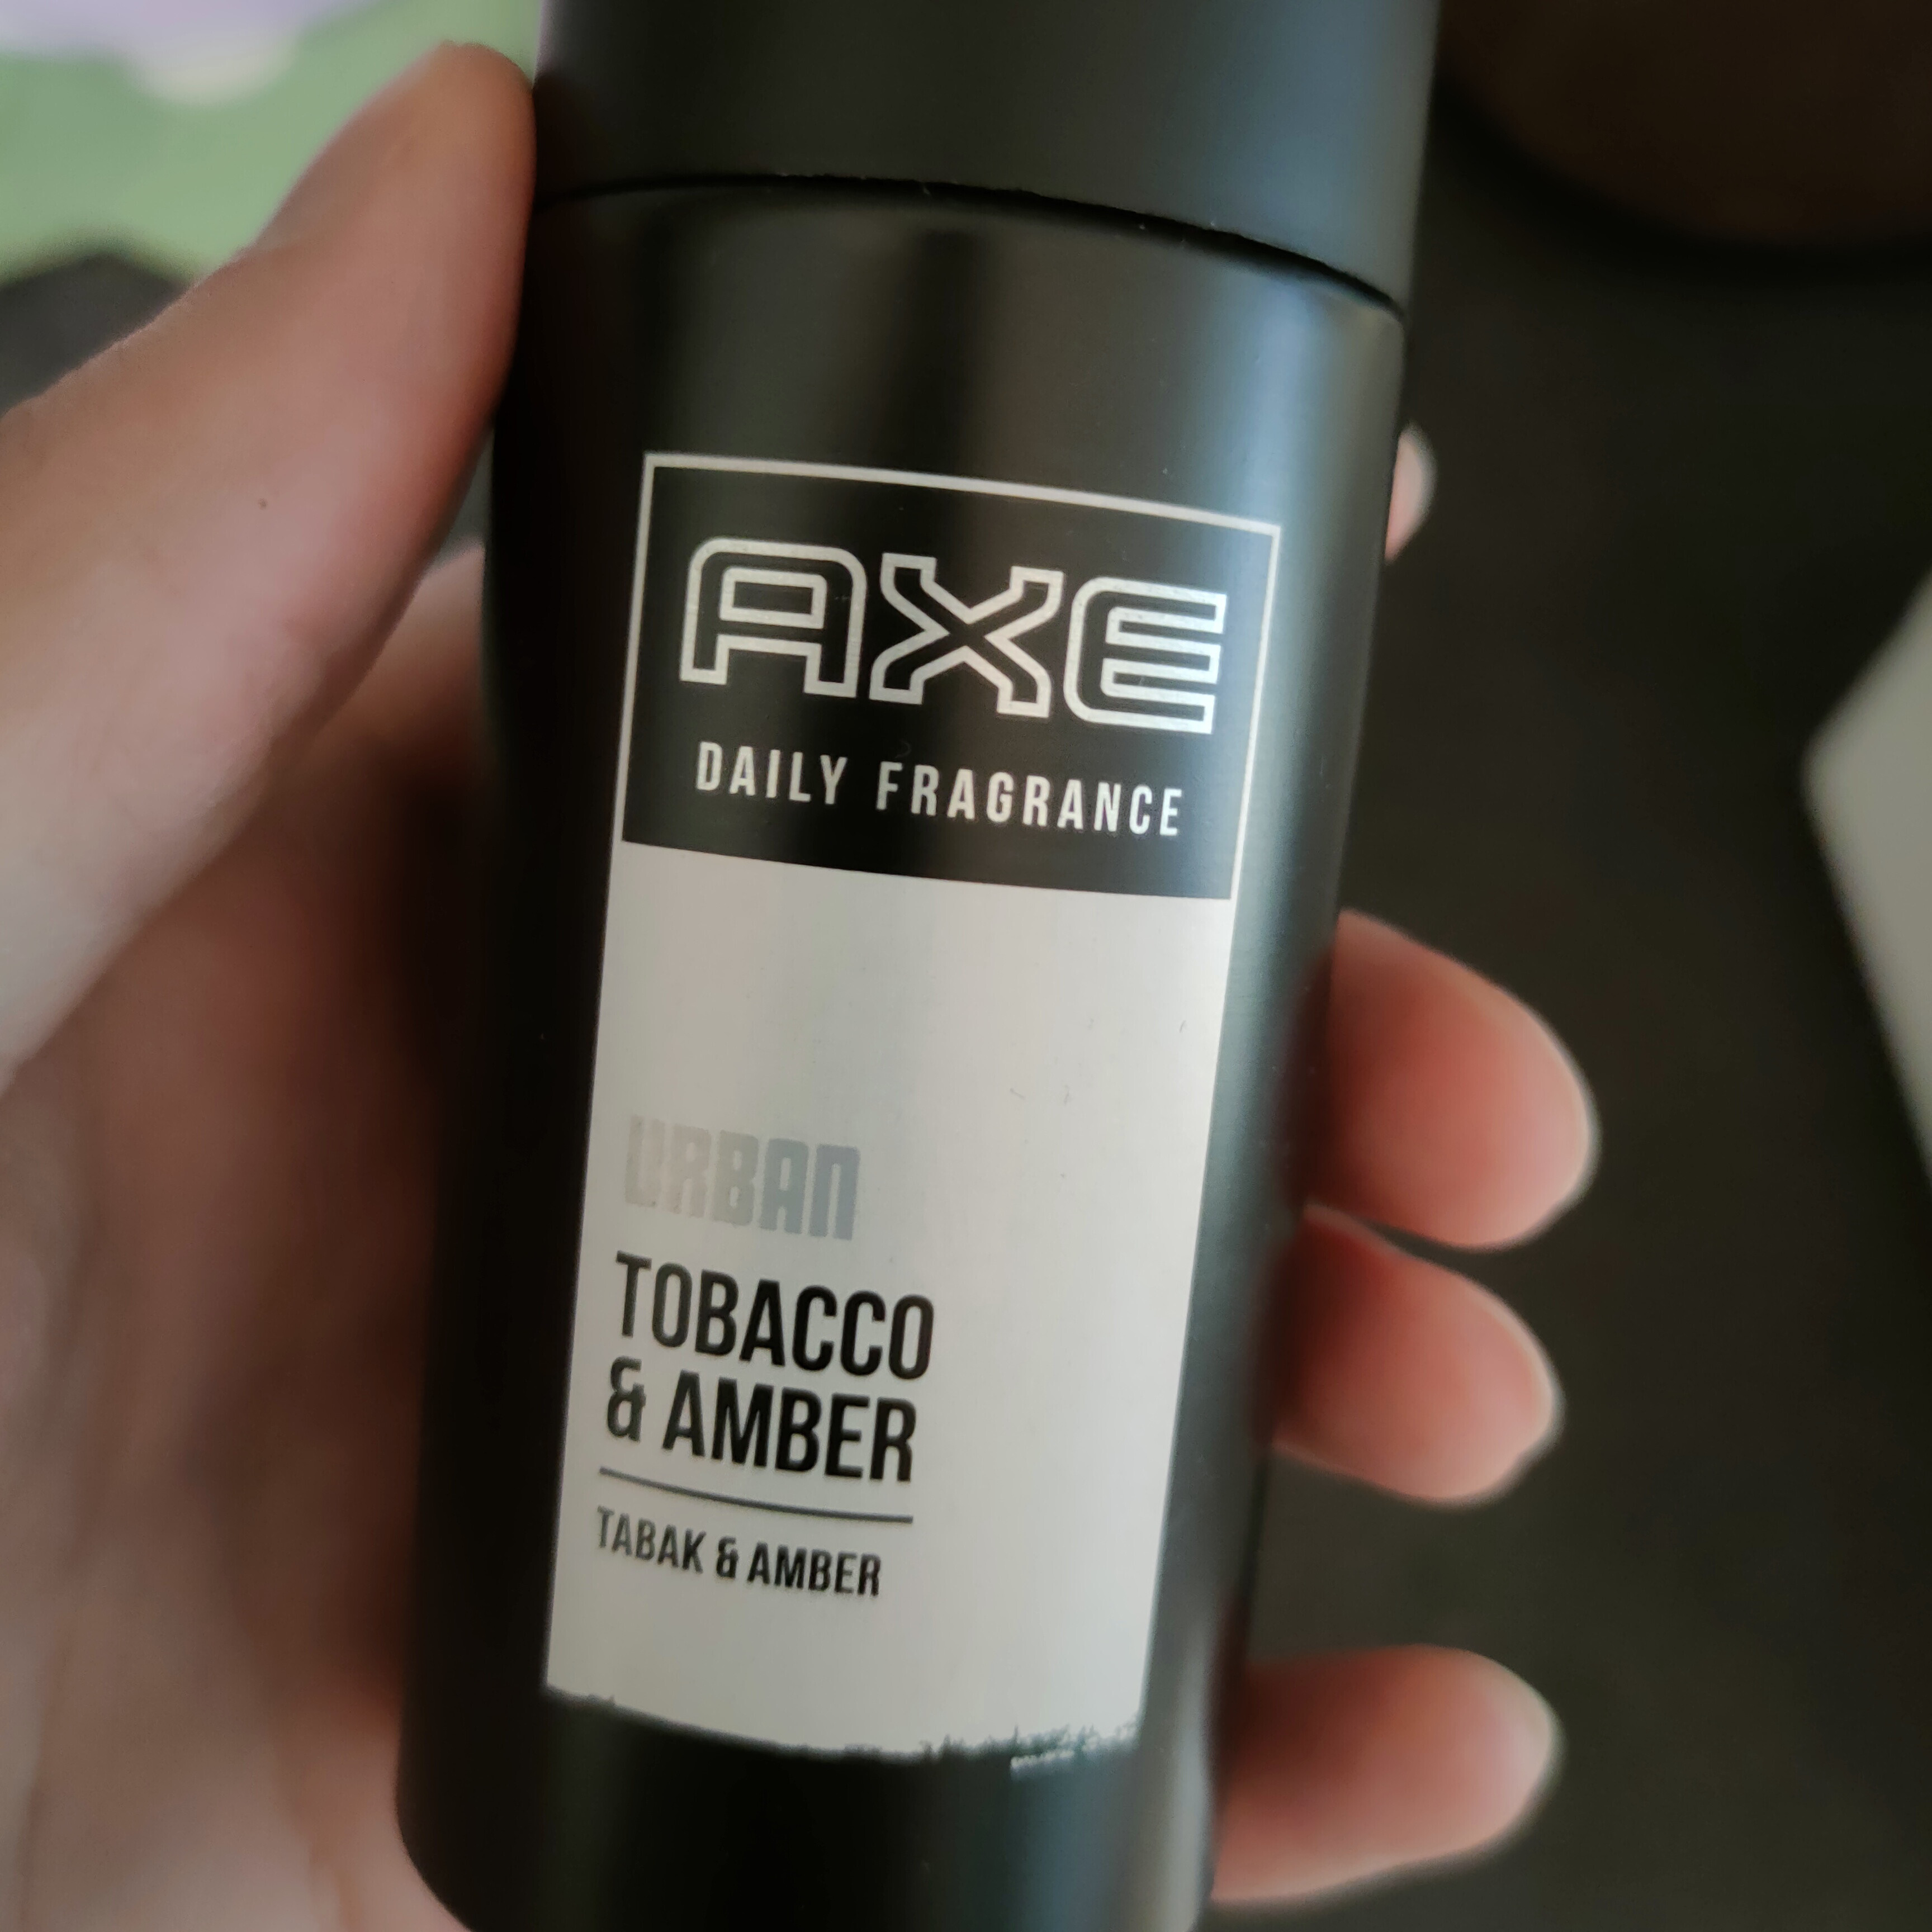 AXE
DAILY FRAGRANCE
URBAN
TOBACCO
& AMBER
TABAK & AMBER